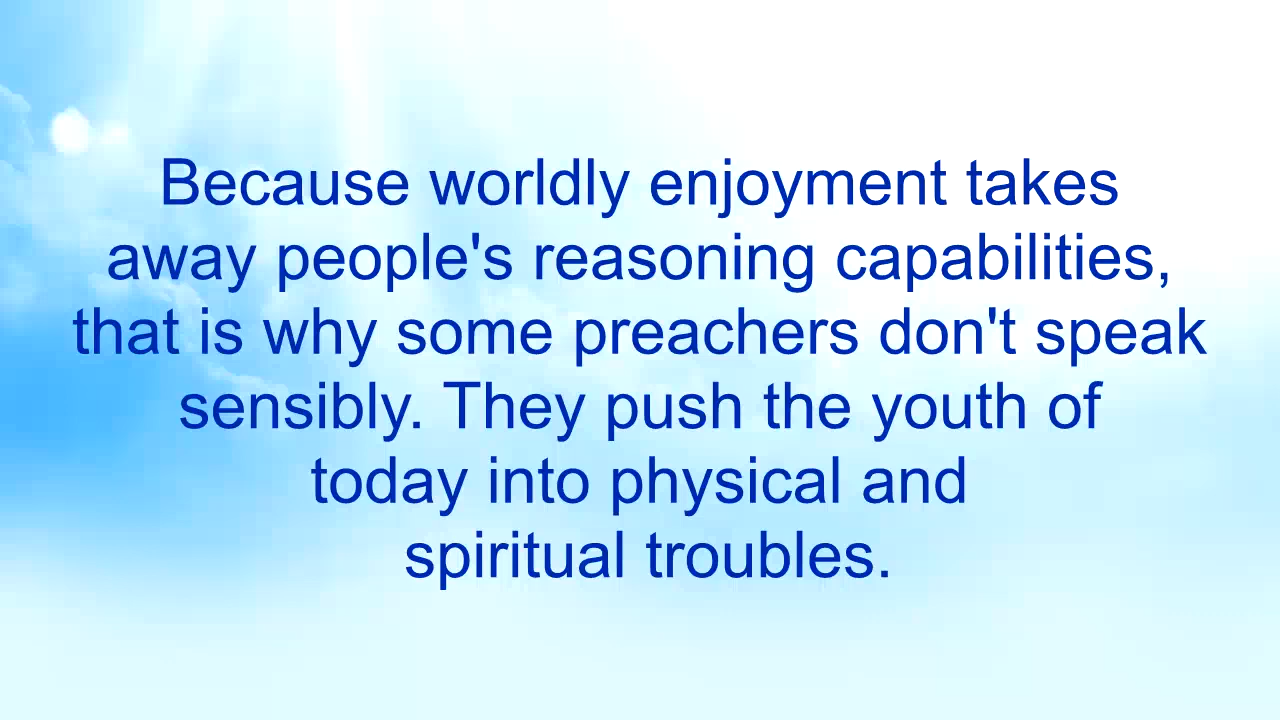 Because worldly enjoyment takes
away people's reasoning capabilities,
that is why some preachers don't speak
sensibly. They push the youth of
today into physical and
spiritual troubles.